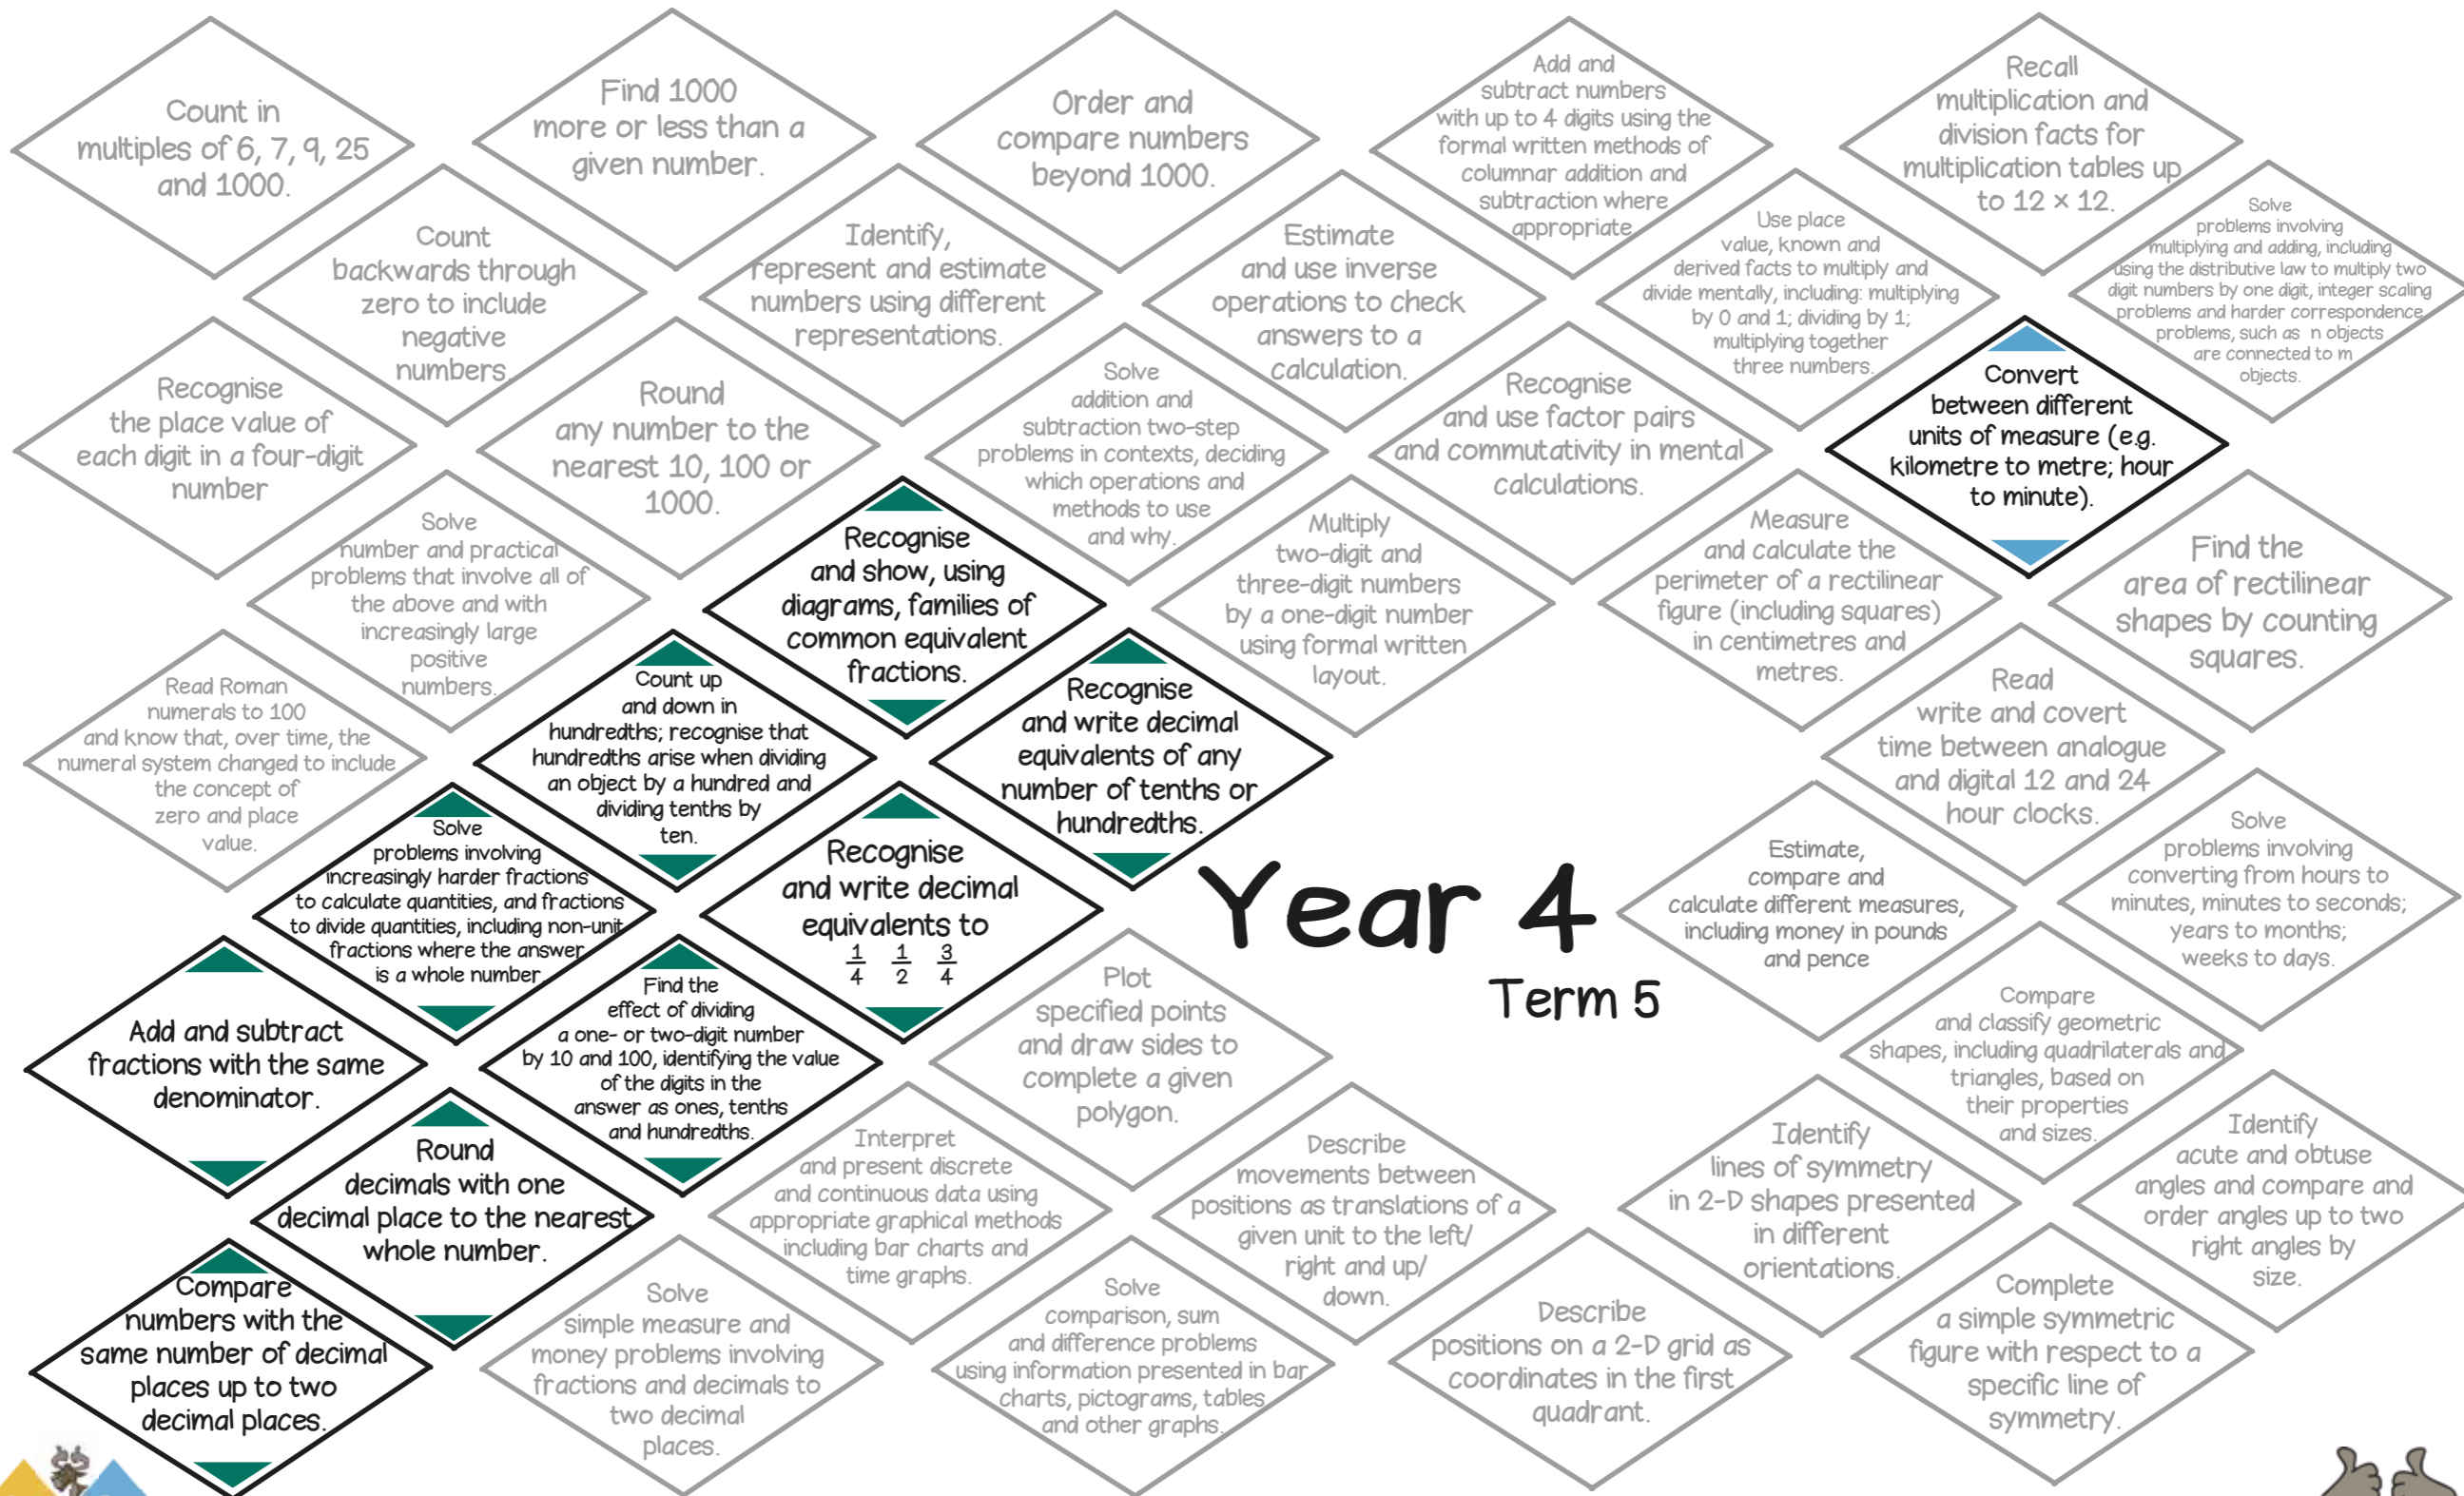 Count in
multiples of 6, 7, 9, 25
and 1000.
Find 1000
more or less than a
given number.
Order and
compare numbers
beyond 1000.
Add and
subtract numbers
with up to 4 digits using the
formal written methods of
columnar addition and
subtraction where
appropriate.
Recall
multiplication and
division facts for
multiplication tables up
to 12 × 12.
Count
backwards through
zero to include
negative
numbers.
Identify,
represent and estimate
numbers using different
representations.
Estimate
and use inverse
operations to check
answers to a
calculation.
Use place
value, known and
derived facts to multiply and
divide mentally, including: multiplying
by 0 and 1; dividing by 1;
multiplying together
three numbers.
Solve
problems involving
multiplying and adding, including
using the distributive law to multiply two
digit numbers by one digit, integer scaling
problems and harder correspondence
problems, such as n objects
are connected to m
objects.
Recognise
the place value of
each digit in a four-digit
number
Round
any number to the
nearest 10, 100 or
1000.
Solve
addition and
subtraction two-step
problems in contexts, deciding
which operations and
methods to use
and why.
Recognise
and use factor pairs
and commutativity in mental
calculations.
Convert
between different
units of measure (e.g.
kilometre to metre; hour
to minute).
Solve
number and practical
problems that involve all of
the above and with
increasingly large
positive
numbers.
Recognise
and show, using
diagrams, families of
common equivalent
fractions.
Multiply
two-digit and
three-digit numbers
by a one-digit number
using formal written
layout.
Measure
and calculate the
perimeter of a rectilinear
figure (including squares)
in centimetres and
metres.
Find the
area of rectilinear
shapes by counting
squares.
Read Roman
numerals to 100
and know that, over time, the
numeral system changed to include
the concept of
zero and place
value.
Count up
and down in
hundredths; recognise that
hundredths arise when dividing
an object by a hundred and
dividing tenths by
ten.
Recognise
and write decimal
equivalents of any
number of tenths or
hundredths.
Read
write and covert
time between analogue
and digital 12 and 24
hour clocks.
Solve
problems involving
increasingly harder fractions
to calculate quantities, and fractions
to divide quantities, including non-unit
fractions where the answer
is a whole number.
Recognise
and write decimal
equivalents to
1/4 1/2 3/4
Year 4
Term 5
Estimate,
compare and
calculate different measures,
including money in pounds
and pence
Solve
problems involving
converting from hours to
minutes, minutes to seconds;
years to months;
weeks to days.
Add and subtract
fractions with the same
denominator.
Find the
effect of dividing
a one- or two-digit number
by 10 and 100, identifying the value
of the digits in the
answer as ones, tenths
and hundredths.
Plot
specified points
and draw sides to
complete a given
polygon.
Compare
and classify geometric
shapes, including quadrilaterals and
triangles, based on
their properties
and sizes.
Round
decimals with one
decimal place to the nearest
whole number.
Interpret
and present discrete
and continuous data using
appropriate graphical methods
including bar charts and
time graphs.
Describe
movements between
positions as translations of a
given unit to the left/
right and up/
down.
Identify
lines of symmetry
in 2-D shapes presented
in different
orientations.
Identify
acute and obtuse
angles and compare and
order angles up to two
right angles by
size.
Compare
numbers with the
same number of decimal
places up to two
decimal places.
Solve
simple measure and
money problems involving
fractions and decimals to
two decimal
places.
Solve
comparison, sum
and difference problems
using information presented in bar
charts, pictograms, tables
and other graphs.
Describe
positions on a 2-D grid as
coordinates in the first
quadrant.
Complete
a simple symmetric
figure with respect to a
specific line of
symmetry.